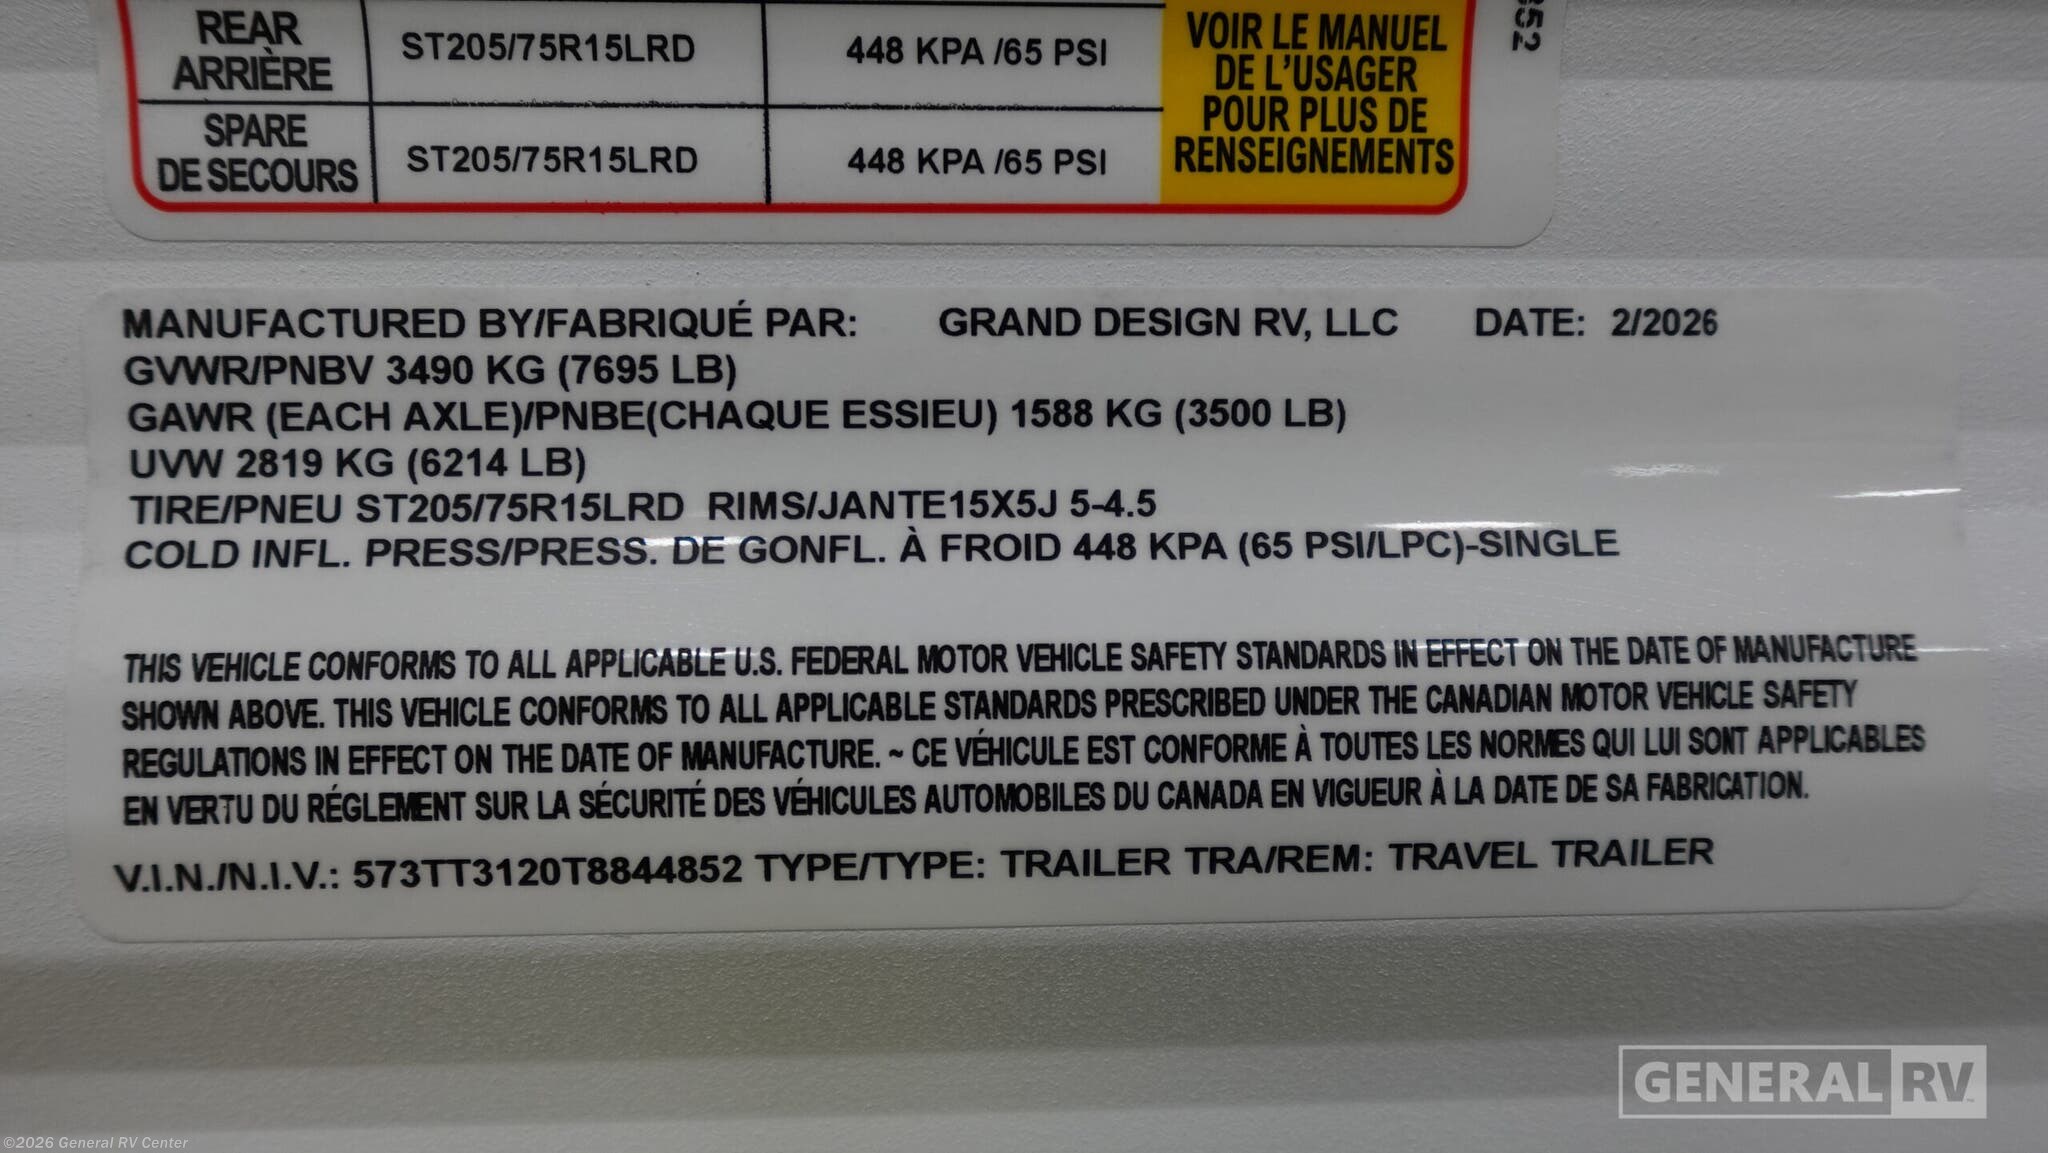 REAR
ARRIÈRE
ST205/75R15LRD
448 KPA /65 PSI
SPARE
DE SECOURS
ST205/75R15LRD
448 KPA /65 PSI
VOIR LE MANUEL
DE L'USAGER
POUR PLUS DE
RENSEIGNEMENTS
MANUFACTURED BY/FABRIQUÉ PAR: GRAND DESIGN RV, LLC DATE: 2/2026
GVWR/PNBV 3490 KG (7695 LB)
GAWR (EACH AXLE)/PNBE(CHAQUE ESSIEU) 1588 KG (3500 LB)
UVW 2819 KG (6214 LB)
TIRE/PNEU ST205/75R15LRD RIMS/JANTE15X5J 5-4.5
COLD INFL. PRESS/PRESS. DE GONFL. À FROID 448 KPA (65 PSI/LPC)-SINGLE
THIS VEHICLE CONFORMS TO ALL APPLICABLE U.S. FEDERAL MOTOR VEHICLE SAFETY STANDARDS IN EFFECT ON THE DATE OF MANUFACTURE
SHOWN ABOVE. THIS VEHICLE CONFORMS TO ALL APPLICABLE STANDARDS PRESCRIBED UNDER THE CANADIAN MOTOR VEHICLE SAFETY
REGULATIONS IN EFFECT ON THE DATE OF MANUFACTURE. ~ CE VÉHICULE EST CONFORME À TOUTES LES NORMES QUI LUI SONT APPLICABLES
EN VERTU DU RÉGLEMENT SUR LA SÉCURITÉ DES VÉHICULES AUTOMOBILES DU CANADA EN VIGUEUR À LA DATE DE SA FABRICATION.
V.I.N./N.I.V.: 573TT3120T8844852 TYPE/TYPE: TRAILER TRA/REM: TRAVEL TRAILER
GENERAL RV
©2026 General RV Center